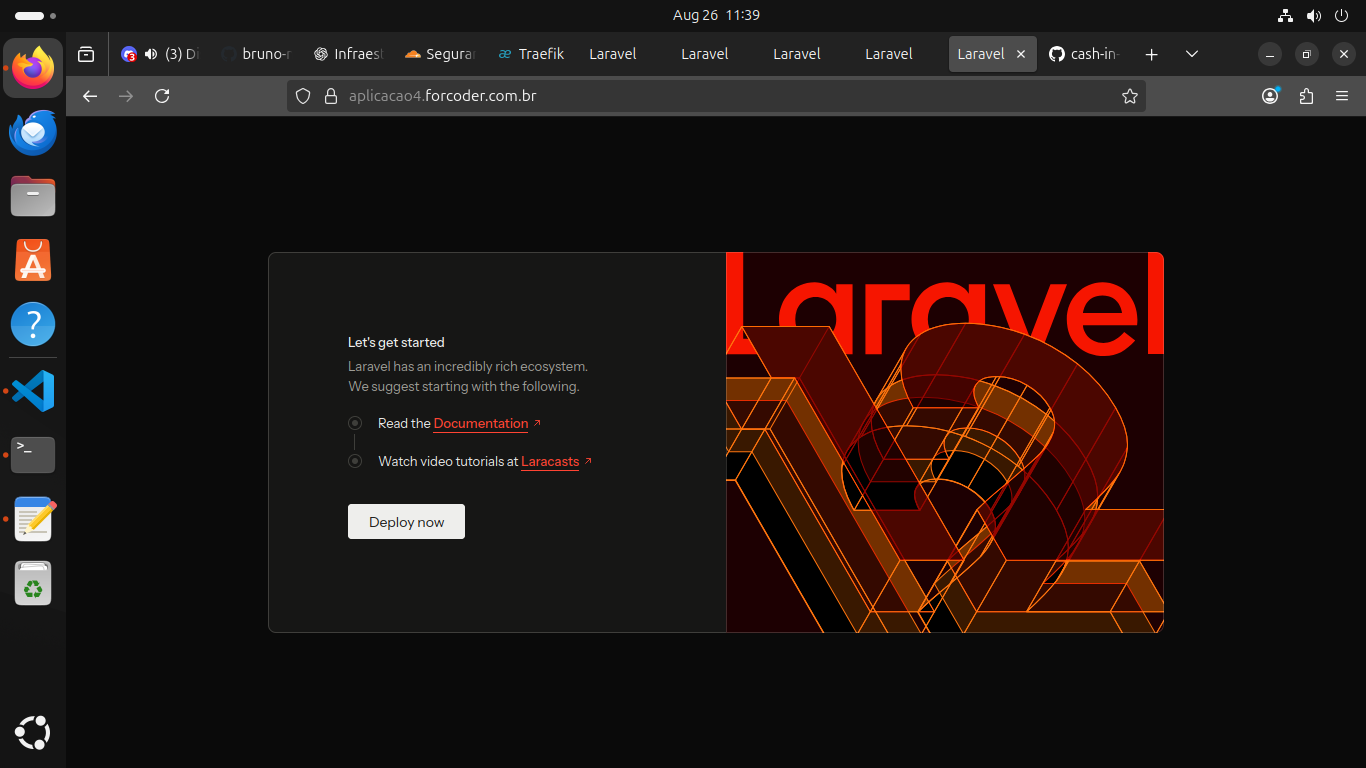 Aug 26 11:39
(3) Di
bruno-r
Infraest
Segura
Traefik
Laravel
Laravel
Laravel
Laravel
Laravel
cash-in-
aplicacao4.forcoder.com.br
Let's get started
Laravel has an incredibly rich ecosystem.
We suggest starting with the following.
Read the Documentation
Watch video tutorials at Laracasts
Deploy now
Laravel